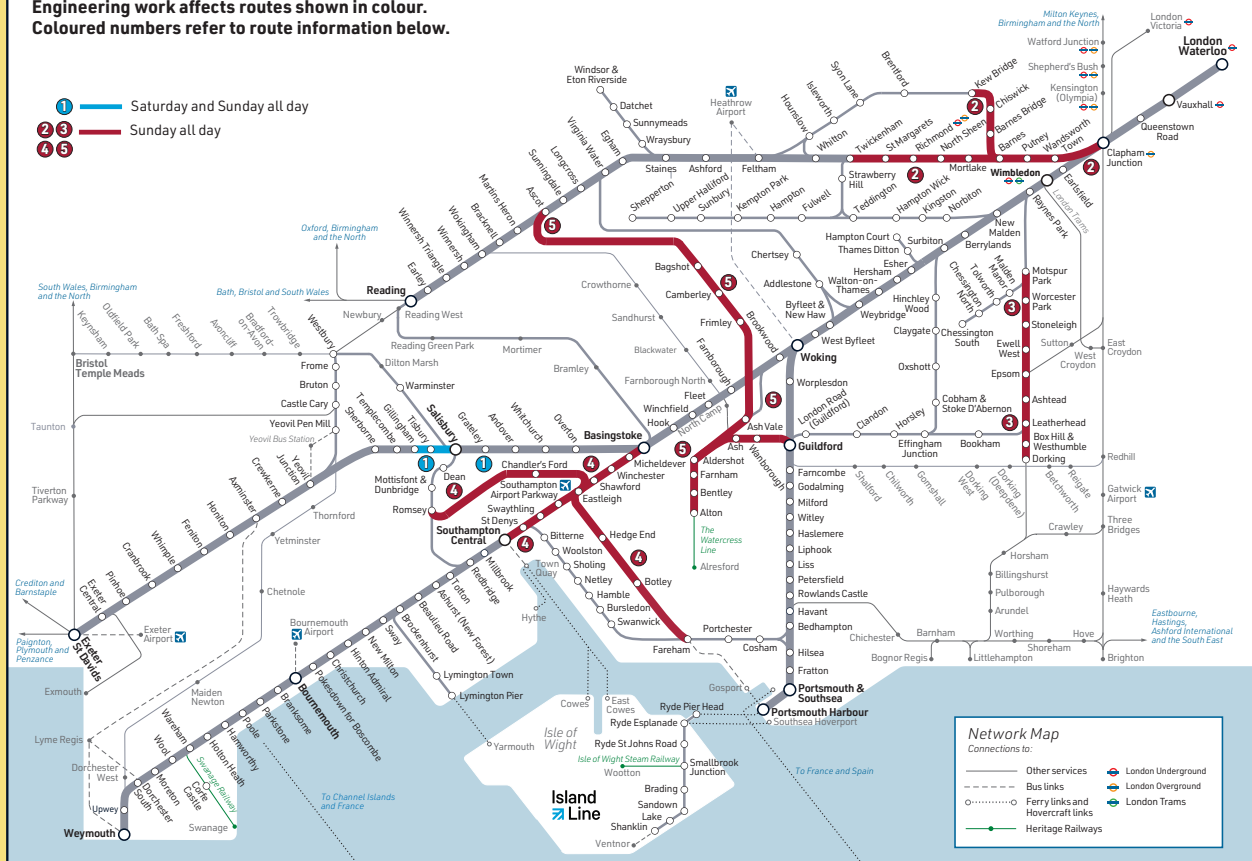 Engineering work affects routes shown in colour.
Coloured numbers refer to route information below.
1
Saturday and Sunday all day
2 3
Sunday all day
4 5
Milton Keynes,
Birmingham and the North
London
Victoria
Watford Junction
London
Waterloo
Shepherd's Bush
Kensington
(Olympia)
Vauxhall
Queenstown
Road
Clapham
Junction
Windsor &
Eton Riverside
Datchet
Sunnymeads
Wraysbury
Heathrow
Airport
Hounslow
Isleworth
Syon Lane
Brentford
Kew Bridge
2
Chiswick
Barnes Bridge
Staines
Ashford
Feltham
Whitton
Twickenham
St Margarets
Richmond
North Sheen
Mortlake
Barnes
Putney
Wandsworth
Town
2
2
Wimbledon
Earlsfield
London Trams
Raynes Park
Strawberry
Hill
Teddington
Hampton Wick
Kingston
Norbiton
New
Malden
Berrylands
Shepperton
Upper Halliford
Sunbury
Kempton Park
Hampton
Fulwell
Egham
Virginia Water
Longcross
Sunningdale
Ascot
Martins Heron
Bracknell
Wokingham
Winnersh
Winnersh Triangle
Earley
5
Oxford, Birmingham
and the North
Bath, Bristol and South Wales
Reading
Reading West
Newbury
Reading Green Park
Mortimer
Bramley
Crowthorne
Sandhurst
Blackwater
Farnborough North
North Camp
Bagshot
Camberley
Frimley
5
Chertsey
Addlestone
Byfleet &
New Haw
Hampton Court
Thames Ditton
Surbiton
Esher
Hersham
Walton-on-
Thames
Weybridge
West Byfleet
Woking
Brookwood
Farnborough
Fleet
Winchfield
Hook
Basingstoke
Hinchley
Wood
Claygate
Oxshott
Cobham &
Stoke D'Abernon
Malden
Manor
Tolworth
Chessington
North
Chessington
South
Motspur
Park
3
Worcester
Park
Stoneleigh
Ewell
West
Epsom
Sutton
West
Croydon
East
Croydon
Ashtead
3
Leatherhead
Box Hill &
Westhumble
Dorking
Worplesdon
London Road
(Guildford)
Clandon
Horsley
Effingham
Junction
Bookham
Guildford
5
Ash Vale
Ash
Wanborough
5
Aldershot
Farnham
Bentley
Alton
The
Watercress
Line
Alresford
Shalford
Chilworth
Gomshall
Dorking
West
Dorking
(Deepdene)
Betchworth
Reigate
Redhill
Gatwick
Airport
Three
Bridges
Crawley
Horsham
Billingshurst
Pulborough
Arundel
Haywards
Heath
Eastbourne,
Hastings,
Ashford International
and the South East
Farncombe
Godalming
Milford
Witley
Haslemere
Liphook
Liss
Petersfield
Rowlands Castle
Havant
Bedhampton
Hilsea
Fratton
Portsmouth &
Southsea
Portsmouth Harbour
Southsea Hoverport
Chichester
Barnham
Bognor Regis
Littlehampton
Worthing
Shoreham
Hove
Brighton
South Wales, Birmingham
and the North
Keynsham
Oldfield Park
Bath Spa
Freshford
Avoncliff
Bradford-
on-Avon
Trowbridge
Westbury
Bristol
Temple Meads
Dilton Marsh
Warminster
Frome
Bruton
Castle Cary
Yeovil Pen Mill
Yeovil Bus Station
Yeovil
Junction
Taunton
Tiverton
Parkway
Sherborne
Templecombe
Gillingham
Tisbury
Salisbury
Grateley
Andover
Whitchurch
Overton
1
1
Crewkerne
Axminster
Honiton
Feniton
Whimple
Cranbrook
Pinhoe
Exeter
Central
Exeter
St Davids
Exeter
Airport
Crediton and
Barnstaple
Paignton,
Plymouth and
Penzance
Exmouth
Thornford
Yetminster
Chetnole
Maiden
Newton
Lyme Regis
Dorchester
West
Upwey
Weymouth
Dorchester
South
Moreton
Wool
Wareham
Holton Heath
Hamworthy
Poole
Parkstone
Branksome
Bournemouth
Pokesdown for Boscombe
Christchurch
Hinton Admiral
New Milton
Sway
Brockenhurst
Beaulieu Road
Ashurst (New Forest)
Totton
Redbridge
Millbrook
Southampton
Central
Bournemouth
Airport
Corfe
Castle
Swanage Railway
Swanage
Lymington Town
Lymington Pier
Yarmouth
Dean
Mottisfont &
Dunbridge
Romsey
4
Chandler's Ford
4
Southampton
Airport Parkway
Micheldever
Winchester
Shawford
Eastleigh
Swaythling
St Denys
4
Bitterne
Woolston
Sholing
Netley
Hamble
Bursledon
Swanwick
Hedge End
4
Botley
Fareham
Portchester
Cosham
Town
Quay
Hythe
Gosport
Cowes
East
Cowes
Isle of
Wight
Ryde Pier Head
Ryde Esplanade
Ryde St Johns Road
Isle of Wight Steam Railway
Wootton
Smallbrook
Junction
Brading
Sandown
Lake
Shanklin
Ventnor
Island
Line
To Channel Islands
and France
To France and Spain
Network Map
Connections to:
Other services
Bus links
Ferry links and
Hovercraft links
Heritage Railways
London Underground
London Overground
London Trams